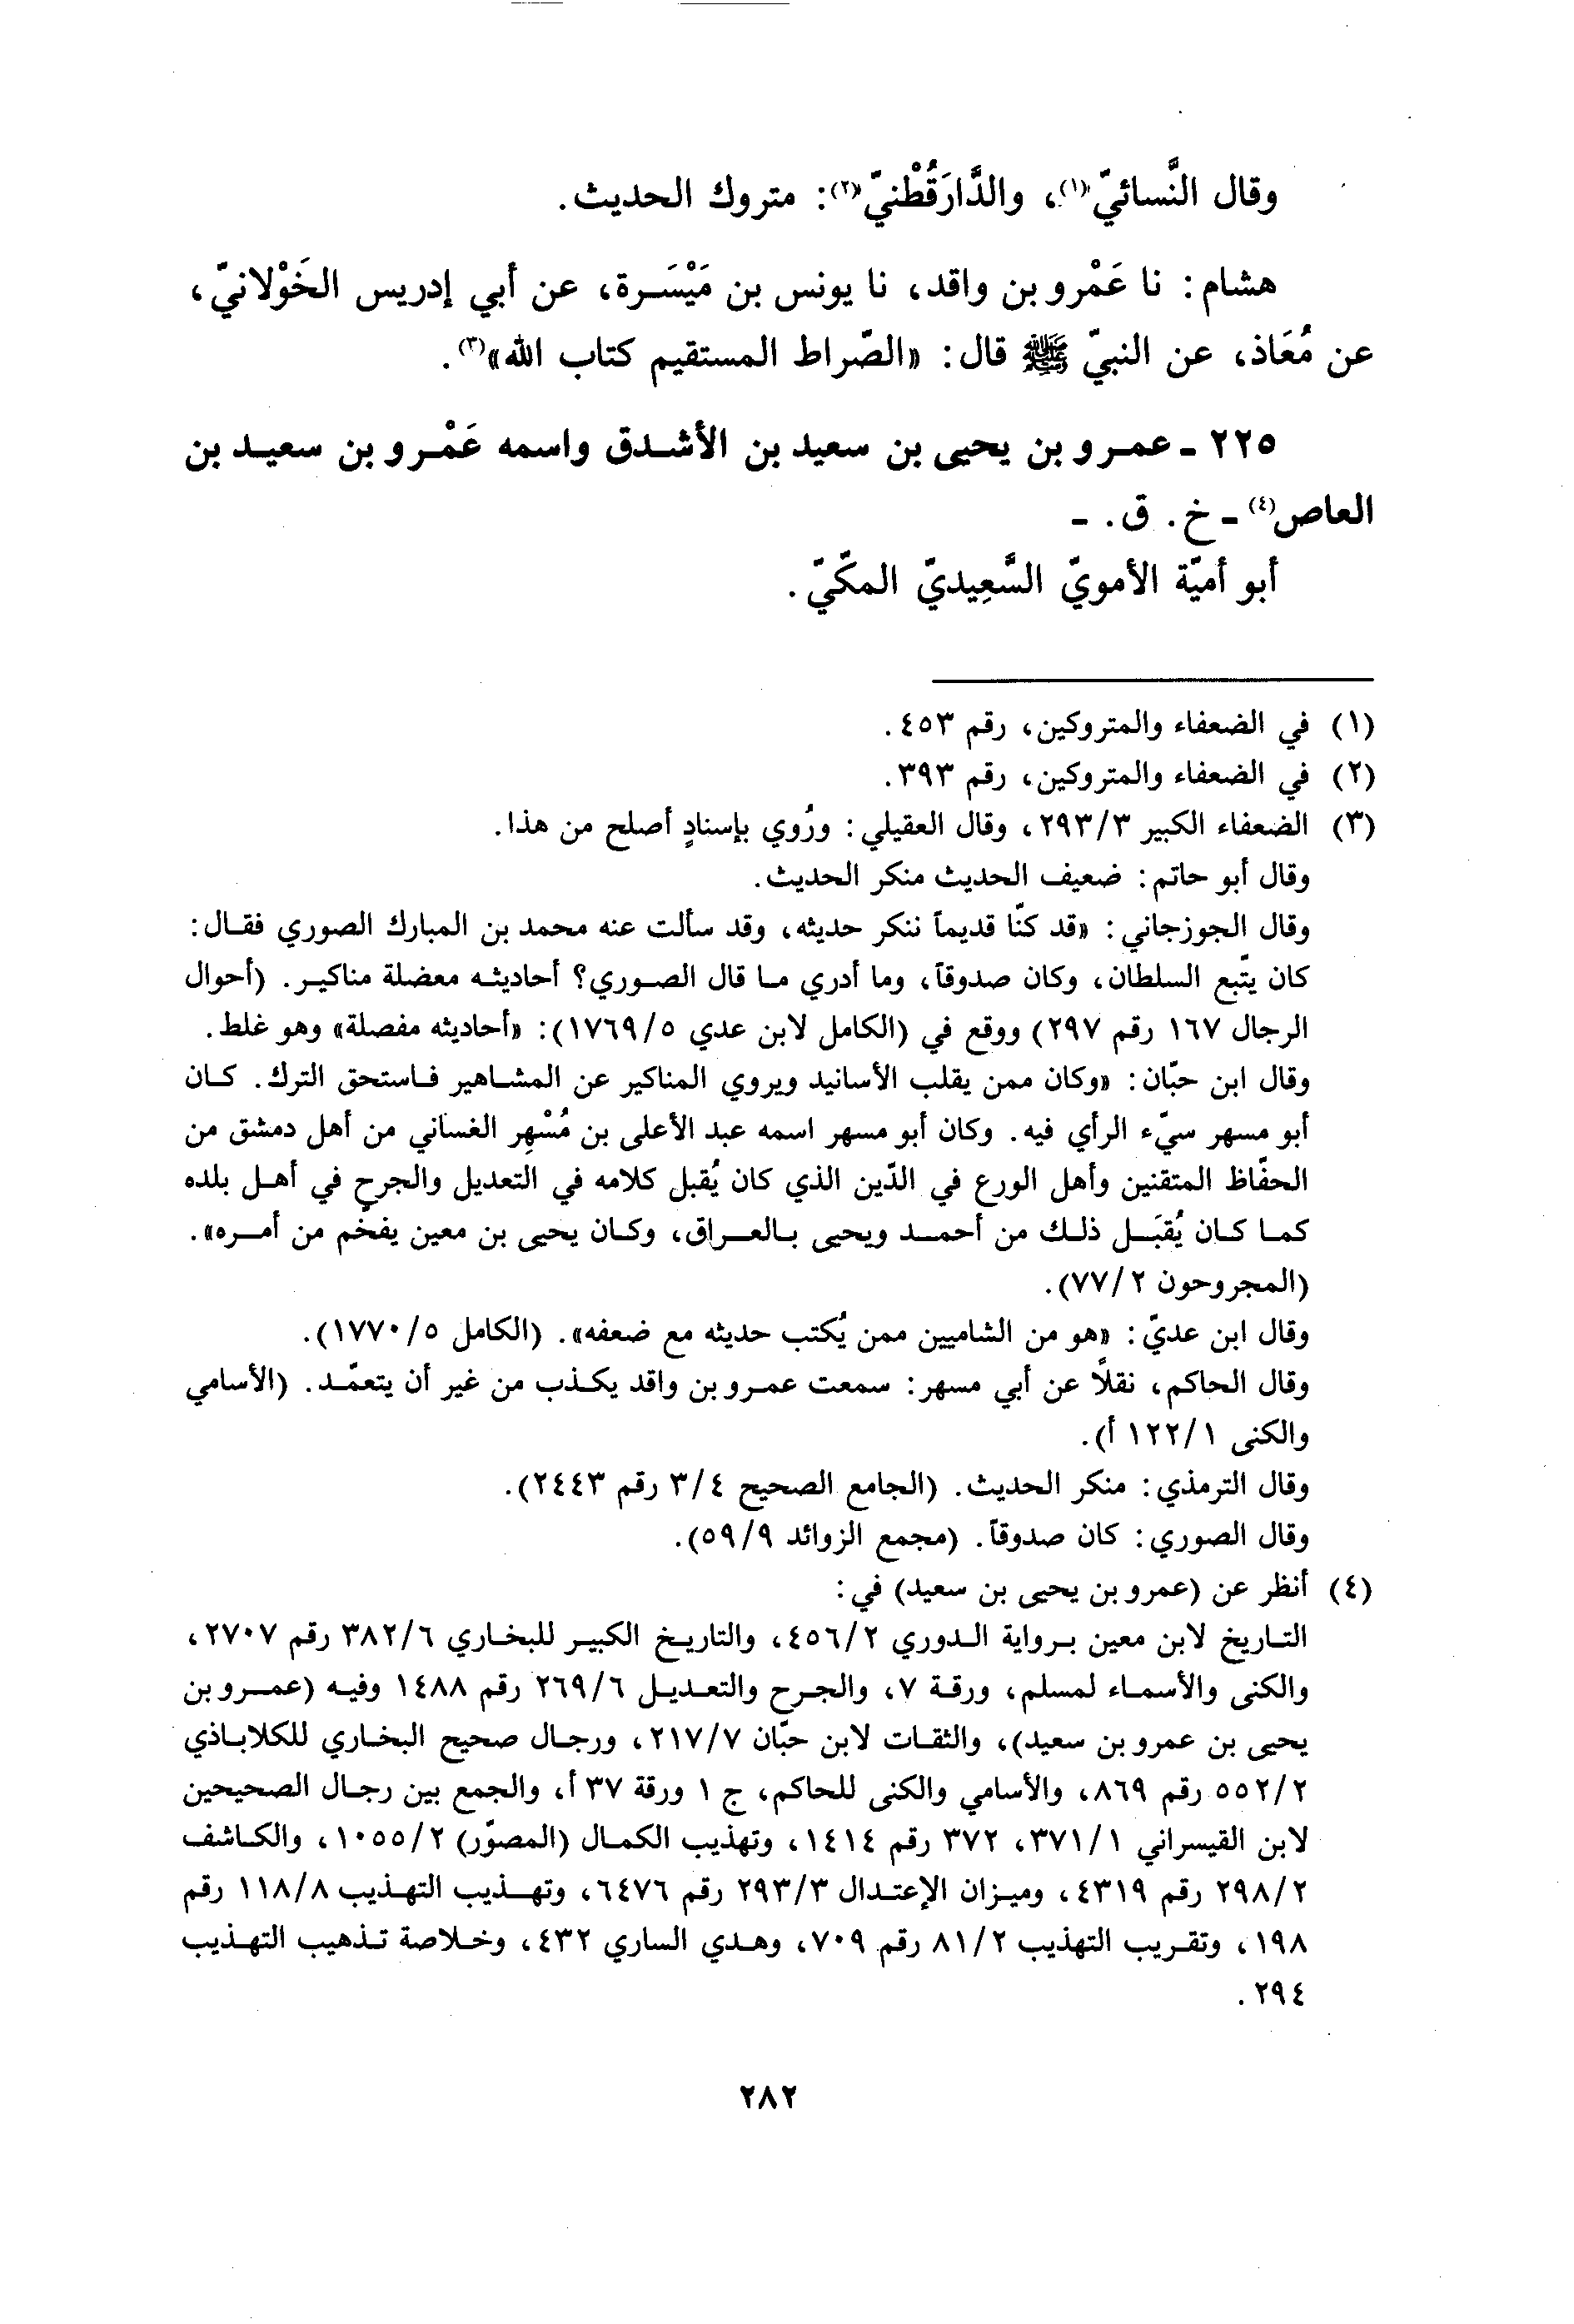 وقال النَّسائيّ(١)، والدَّارَقُطْنيّ(٢): متروك الحديث.
هشام: نا عَمْرو بن واقد، نا يونس بن مَيْسَرة، عن أبي إدريس الخَوْلانيّ،
عن مُعَاذ، عن النبيّ ﷺ قال: «الصّراط المستقيم كتاب الله»(٣).
٢٢٥ - عمرو بن يحيى بن سعيد بن الأشدق واسمه عَمْرو بن سعيد بن
العاص(٤) - خ. ق. -
أبو أميّة الأمويّ السَّعِيديّ المكّيّ.
(١) في الضعفاء والمتروكين، رقم ٤٥٣.
(٢) في الضعفاء والمتروكين، رقم ٣٩٣.
(٣) الضعفاء الكبير ٢٩٣/٣، وقال العقيلي: ورُوي بإسنادٍ أصلح من هذا.
وقال أبو حاتم: ضعيف الحديث منكر الحديث.
وقال الجوزجاني: «قد كنّا قديماً ننكر حديثه، وقد سألت عنه محمد بن المبارك الصوري فقال:
كان يتّبع السلطان، وكان صدوقاً، وما أدري ما قال الصوري؟ أحاديثه معضلة مناكير. (أحوال
الرجال ١٦٧ رقم ٢٩٧) ووقع في (الكامل لابن عدي ١٧٦٩/٥): «أحاديثه مفصلة» وهو غلط.
وقال ابن حبّان: «وكان ممن يقلب الأسانيد ويروي المناكير عن المشاهير فاستحق الترك. كان
أبو مسهر سيّء الرأي فيه. وكان أبو مسهر اسمه عبد الأعلى بن مُسْهِر الغساني من أهل دمشق من
الحفّاظ المتقنين وأهل الورع في الدّين الذي كان يُقبل كلامه في التعديل والجرح في أهل بلده
كما كان يُقبَل ذلك من أحمد ويحيى بالعراق، وكان يحيى بن معين يفخم من أمره».
(المجروحون ٧٧/٢).
وقال ابن عديّ: «هو من الشاميين ممن يُكتب حديثه مع ضعفه». (الكامل ١٧٧٠/٥).
وقال الحاكم، نقلاً عن أبي مسهر: سمعت عمرو بن واقد يكذب من غير أن يتعمّد. (الأسامي
والكنى ١٢٢/١ أ).
وقال الترمذي: منكر الحديث. (الجامع الصحيح ٣/٤ رقم ٢٤٤٣).
وقال الصوري: كان صدوقاً. (مجمع الزوائد ٥٩/٩).
(٤) أنظر عن (عمرو بن يحيى بن سعيد) في:
التاريخ لابن معين برواية الدوري ٤٥٦/٢، والتاريخ الكبير للبخاري ٣٨٢/٦ رقم ٢٧٠٧،
والكنى والأسماء لمسلم، ورقة ٧، والجرح والتعديل ٢٦٩/٦ رقم ١٤٨٨ وفيه (عمرو بن
يحيى بن عمرو بن سعيد)، والثقات لابن حبّان ٢١٧/٧، ورجال صحيح البخاري للكلاباذي
٥٥٢/٢ رقم ٨٦٩، والأسامي والكنى للحاكم، ج ١ ورقة ٣٧ أ، والجمع بين رجال الصحيحين
لابن القيسراني ٣٧١/١، ٣٧٢ رقم ١٤١٤، وتهذيب الكمال (المصوّر) ١٠٥٥/٢، والكاشف
٢٩٨/٢ رقم ٤٣١٩، وميزان الإعتدال ٢٩٣/٣ رقم ٦٤٧٦، وتهذيب التهذيب ١١٨/٨ رقم
١٩٨، وتقريب التهذيب ٨١/٢ رقم ٧٠٩، وهدي الساري ٤٣٢، وخلاصة تذهيب التهذيب
٢٩٤.
٢٨٢